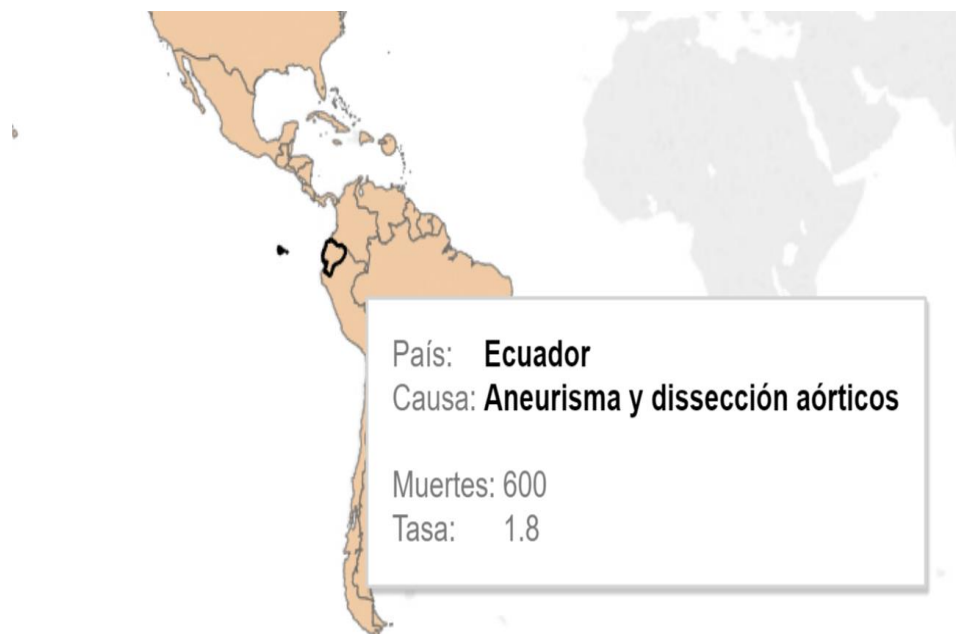 País: Ecuador
Causa: Aneurisma y dissección aórticos
Muertes: 600
Tasa: 1.8